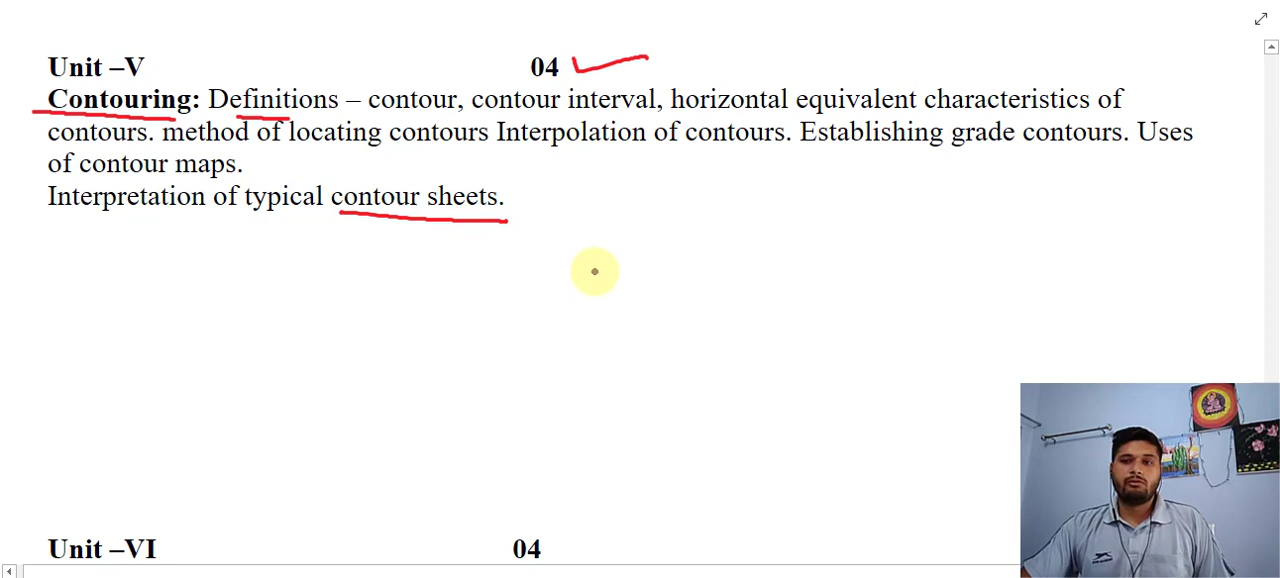 Unit –V 04
Contouring: Definitions – contour, contour interval, horizontal equivalent characteristics of
contours. method of locating contours Interpolation of contours. Establishing grade contours. Uses
of contour maps.
Interpretation of typical contour sheets.
Unit –VI 04